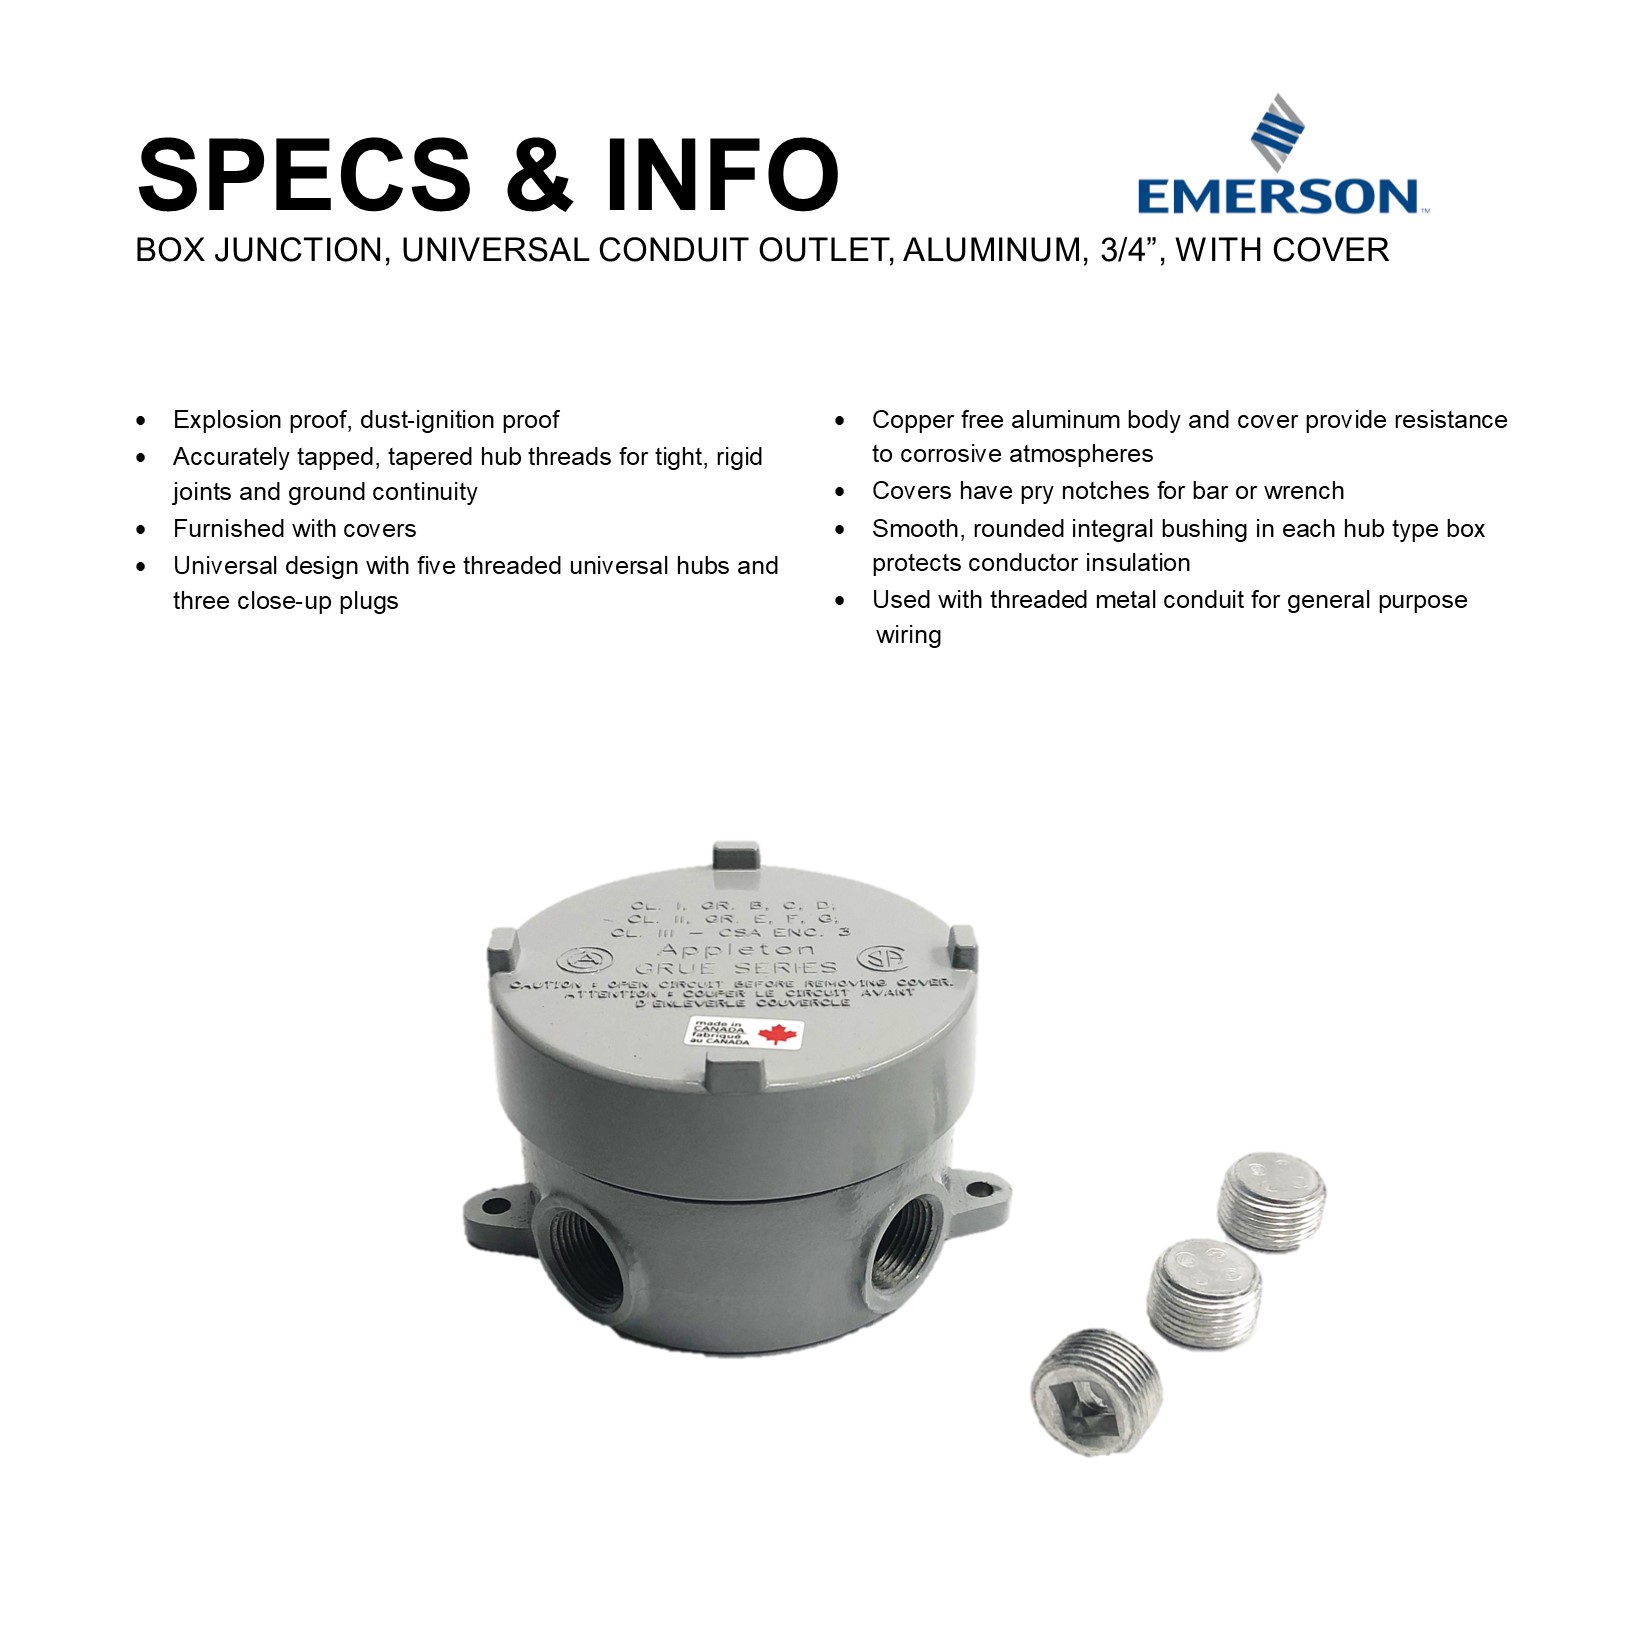 SPECS & INFO
EMERSON™
BOX JUNCTION, UNIVERSAL CONDUIT OUTLET, ALUMINUM, 3/4”, WITH COVER
• Explosion proof, dust-ignition proof
• Accurately tapped, tapered hub threads for tight, rigid
joints and ground continuity
• Furnished with covers
• Universal design with five threaded universal hubs and
three close-up plugs
• Copper free aluminum body and cover provide resistance
to corrosive atmospheres
• Covers have pry notches for bar or wrench
• Smooth, rounded integral bushing in each hub type box
protects conductor insulation
• Used with threaded metal conduit for general purpose
wiring
CL. I, GR. B, C, D;
CL. II, GR. E, F, G;
CL. III – CSA ENC. 3
Appleton
A
GRUE SERIES
SA
CAUTION : OPEN CIRCUIT BEFORE REMOVING COVER.
ATTENTION : COUPER LE CIRCUIT AVANT
D'ENLEVERLE COUVERCLE
made in
CANADA
fabriqué
au CANADA